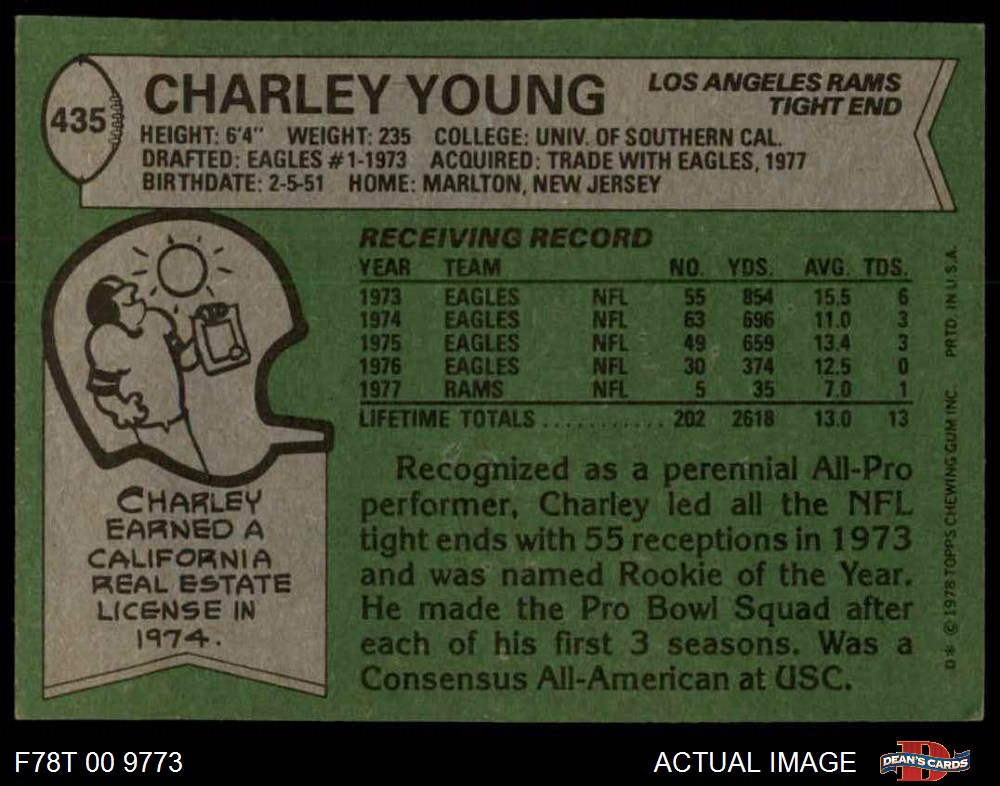 435
CHARLEY YOUNG
LOS ANGELES RAMS
TIGHT END
HEIGHT: 6'4" WEIGHT: 235 COLLEGE: UNIV. OF SOUTHERN CAL.
DRAFTED: EAGLES #1-1973 ACQUIRED: TRADE WITH EAGLES, 1977
BIRTHDATE: 2-5-51 HOME: MARLTON, NEW JERSEY
RECEIVING RECORD
YEAR TEAM NO. YDS. AVG. TDS.
1973 EAGLES NFL 55 854 15.5 6
1974 EAGLES NFL 63 696 11.0 3
1975 EAGLES NFL 49 659 13.4 3
1976 EAGLES NFL 30 374 12.5 0
1977 RAMS NFL 5 35 7.0 1
LIFETIME TOTALS ........... 202 2618 13.0 13
CHARLEY
EARNED A
CALIFORNIA
REAL ESTATE
LICENSE IN
1974.
Recognized as a perennial All-Pro
performer, Charley led all the NFL
tight ends with 55 receptions in 1973
and was named Rookie of the Year.
He made the Pro Bowl Squad after
each of his first 3 seasons. Was a
Consensus All-American at USC.
D* © 1978 TOPPS CHEWING GUM INC. PRTD. IN U.S.A.
F78T 00 9773
ACTUAL IMAGE
D
DEAN'S CARDS